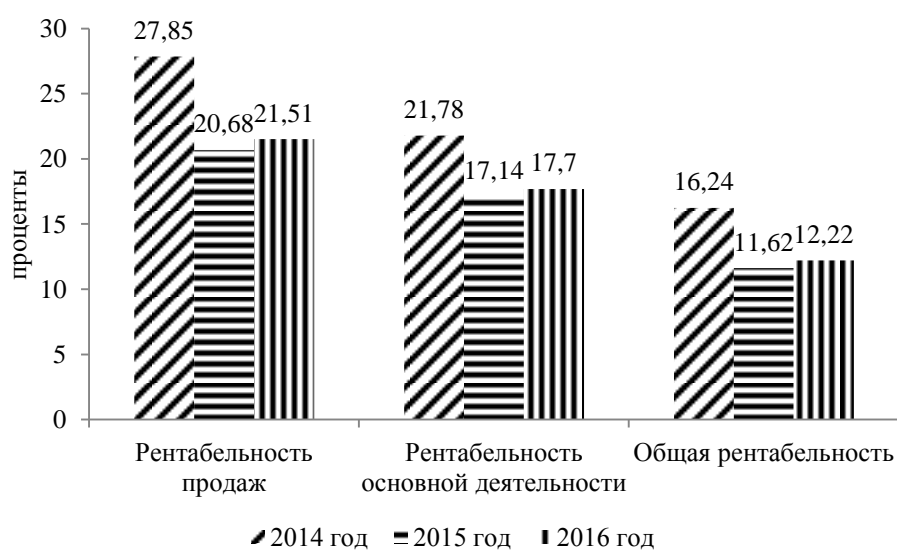 30
25
20
15
10
5
0
проценты
27,85
20,68
21,51
21,78
17,14
17,7
16,24
11,62
12,22
Рентабельность
продаж
Рентабельность
основной деятельности
Общая рентабельность
2014 год 2015 год 2016 год